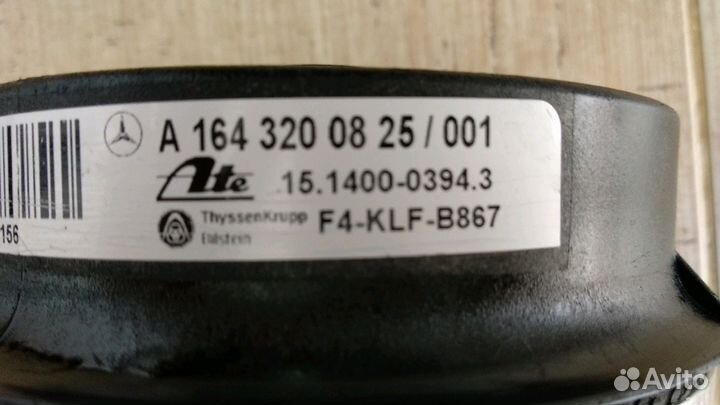 A 164 320 08 25 / 001
Ate 15.1400-0394.3
ThyssenKrupp F4-KLF-B867
Bilstein
156
Avito